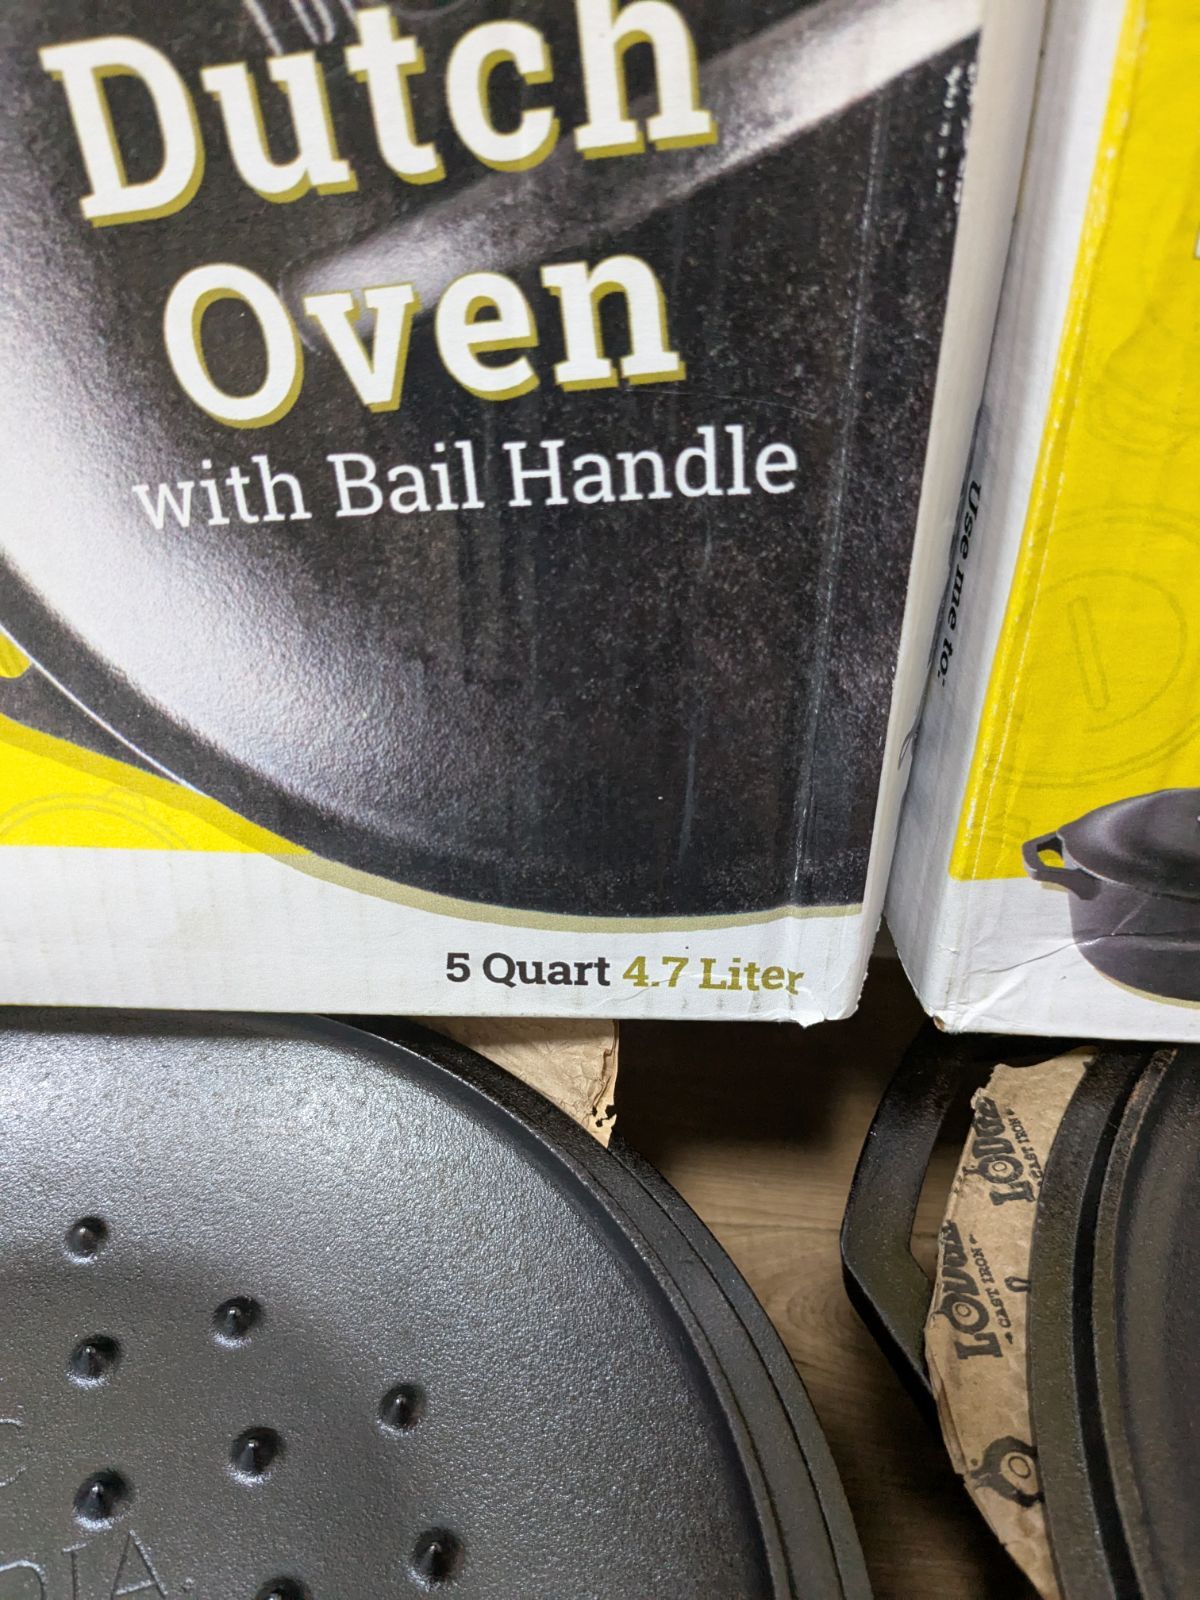 Dutch
Oven
with Bail Handle
Use me to:
5 Quart 4.7 Liter
LODGE
CAST IRON
LODGE
CAST IRON